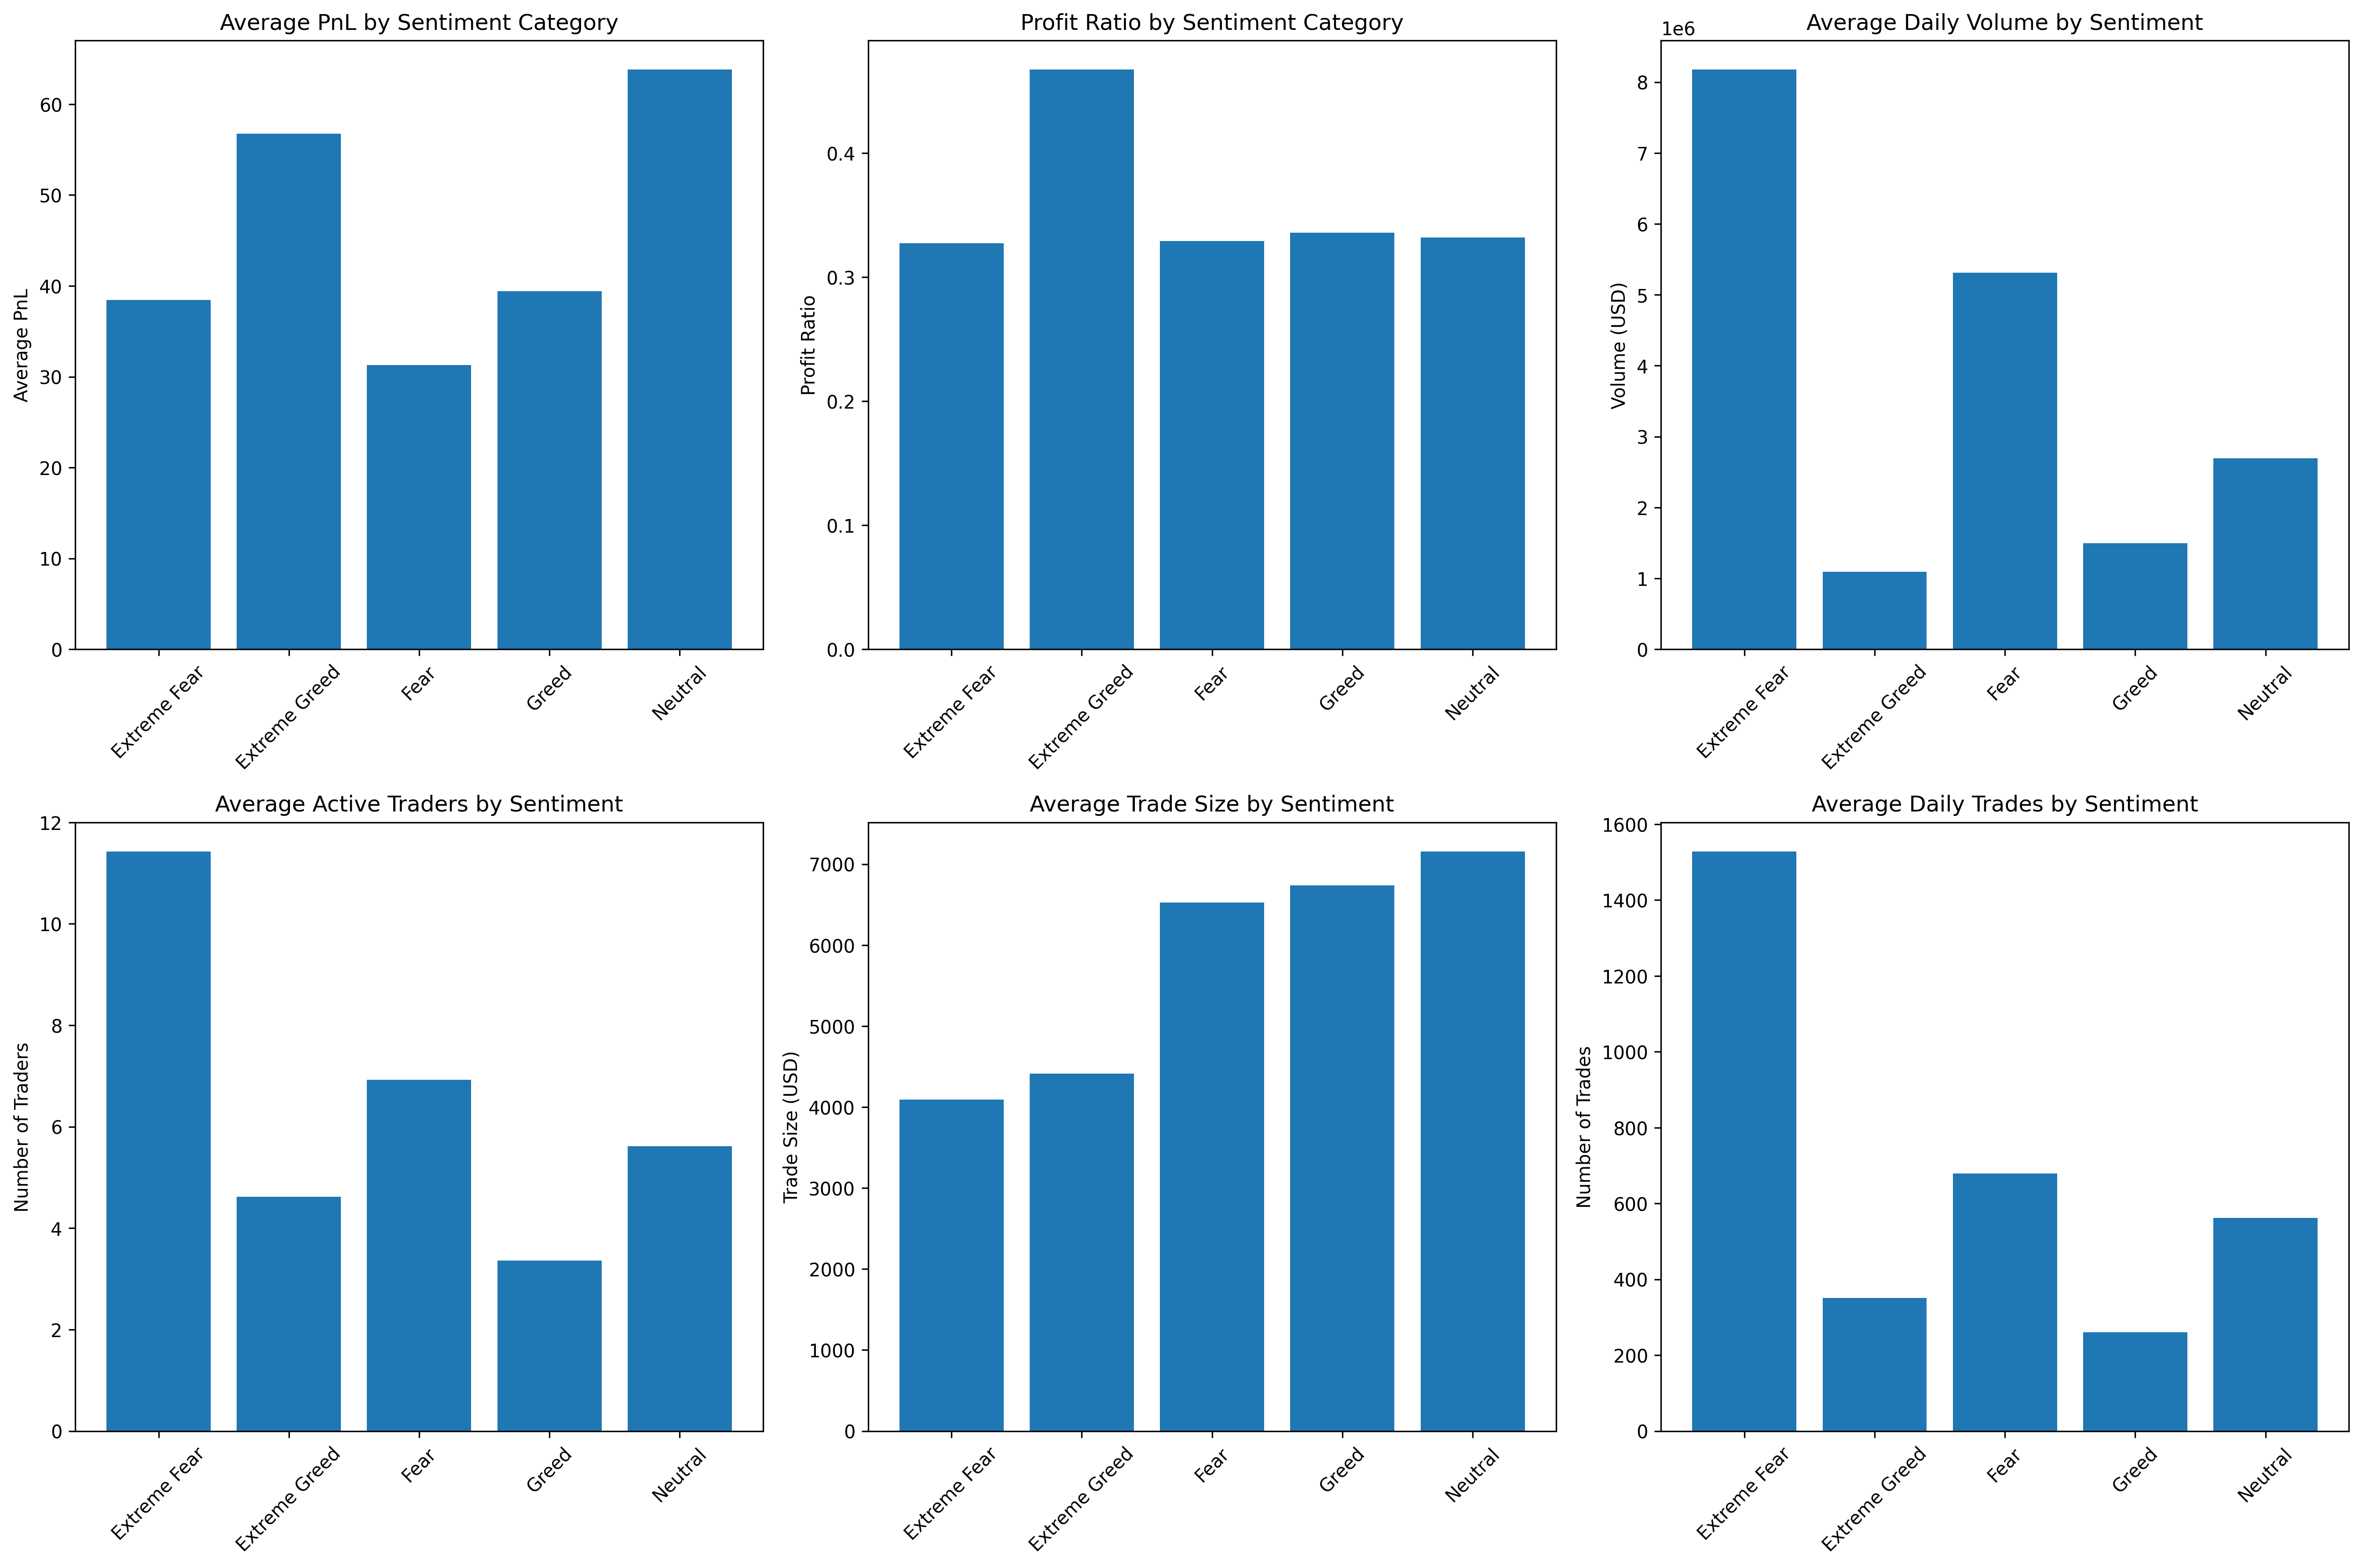 Average PnL by Sentiment Category
Average PnL
60
50
40
30
20
10
0
Extreme Fear
Extreme Greed
Fear
Greed
Neutral
Profit Ratio by Sentiment Category
Profit Ratio
0.4
0.3
0.2
0.1
0.0
Extreme Fear
Extreme Greed
Fear
Greed
Neutral
Average Daily Volume by Sentiment
1e6
Volume (USD)
8
7
6
5
4
3
2
1
0
Extreme Fear
Extreme Greed
Fear
Greed
Neutral
Average Active Traders by Sentiment
Number of Traders
12
10
8
6
4
2
0
Extreme Fear
Extreme Greed
Fear
Greed
Neutral
Average Trade Size by Sentiment
Trade Size (USD)
7000
6000
5000
4000
3000
2000
1000
0
Extreme Fear
Extreme Greed
Fear
Greed
Neutral
Average Daily Trades by Sentiment
Number of Trades
1600
1400
1200
1000
800
600
400
200
0
Extreme Fear
Extreme Greed
Fear
Greed
Neutral